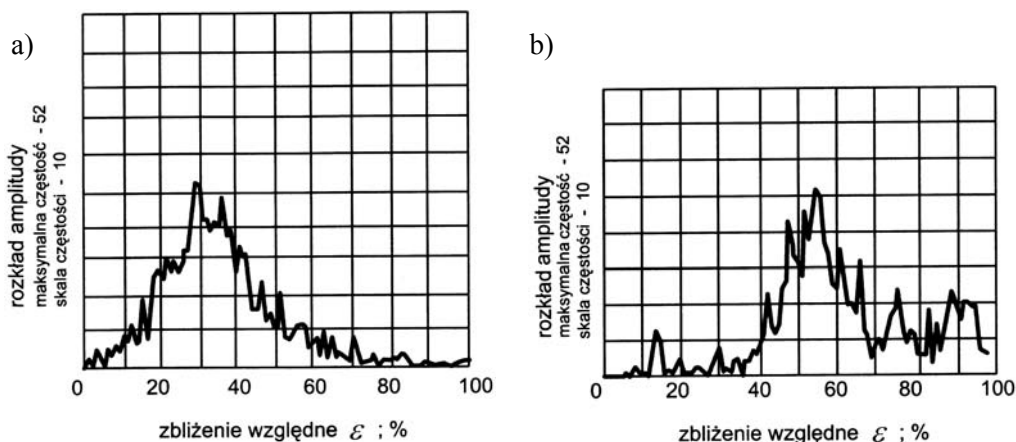 a)
rozkład amplitudy
maksymalna częstość - 52
skala częstości - 10
0 20 40 60 80 100
zbliżenie względne ε ; %
b)
rozkład amplitudy
maksymalna częstość - 52
skala częstości - 10
0 20 40 60 80 100
zbliżenie względne ε ; %